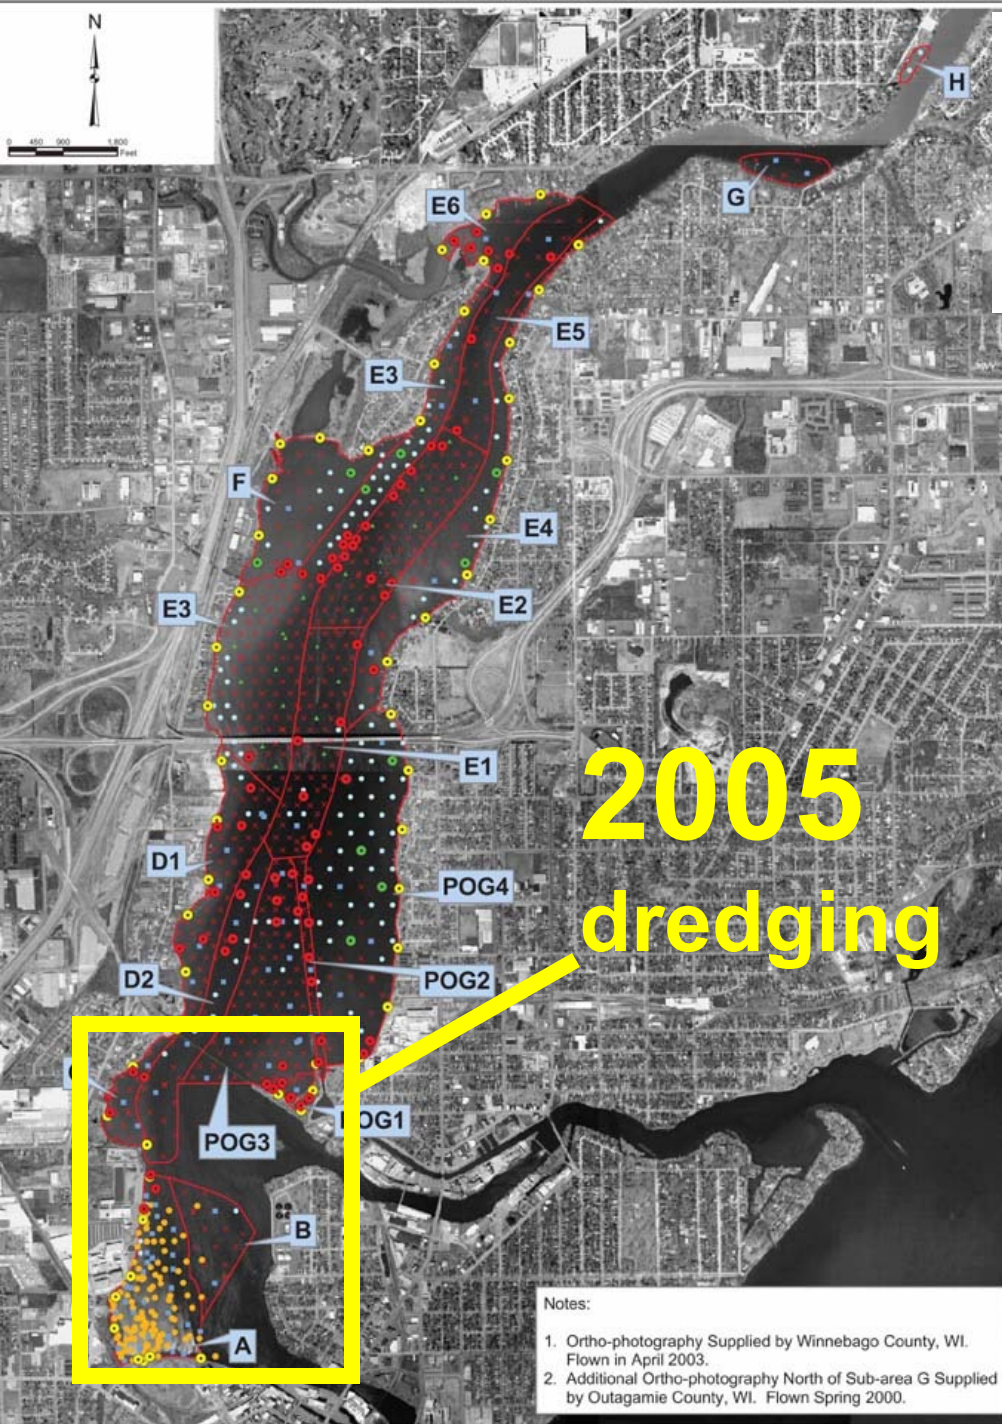 N
0 450 900 1,800
Feet
H
G
E6
E5
E3
F
E4
E2
E3
E1
2005
dredging
D1
POG4
D2
POG2
POG3
B
A
Notes:
1. Ortho-photography Supplied by Winnebago County, WI.
Flown in April 2003.
2. Additional Ortho-photography North of Sub-area G Supplied
by Outagamie County, WI. Flown Spring 2000.